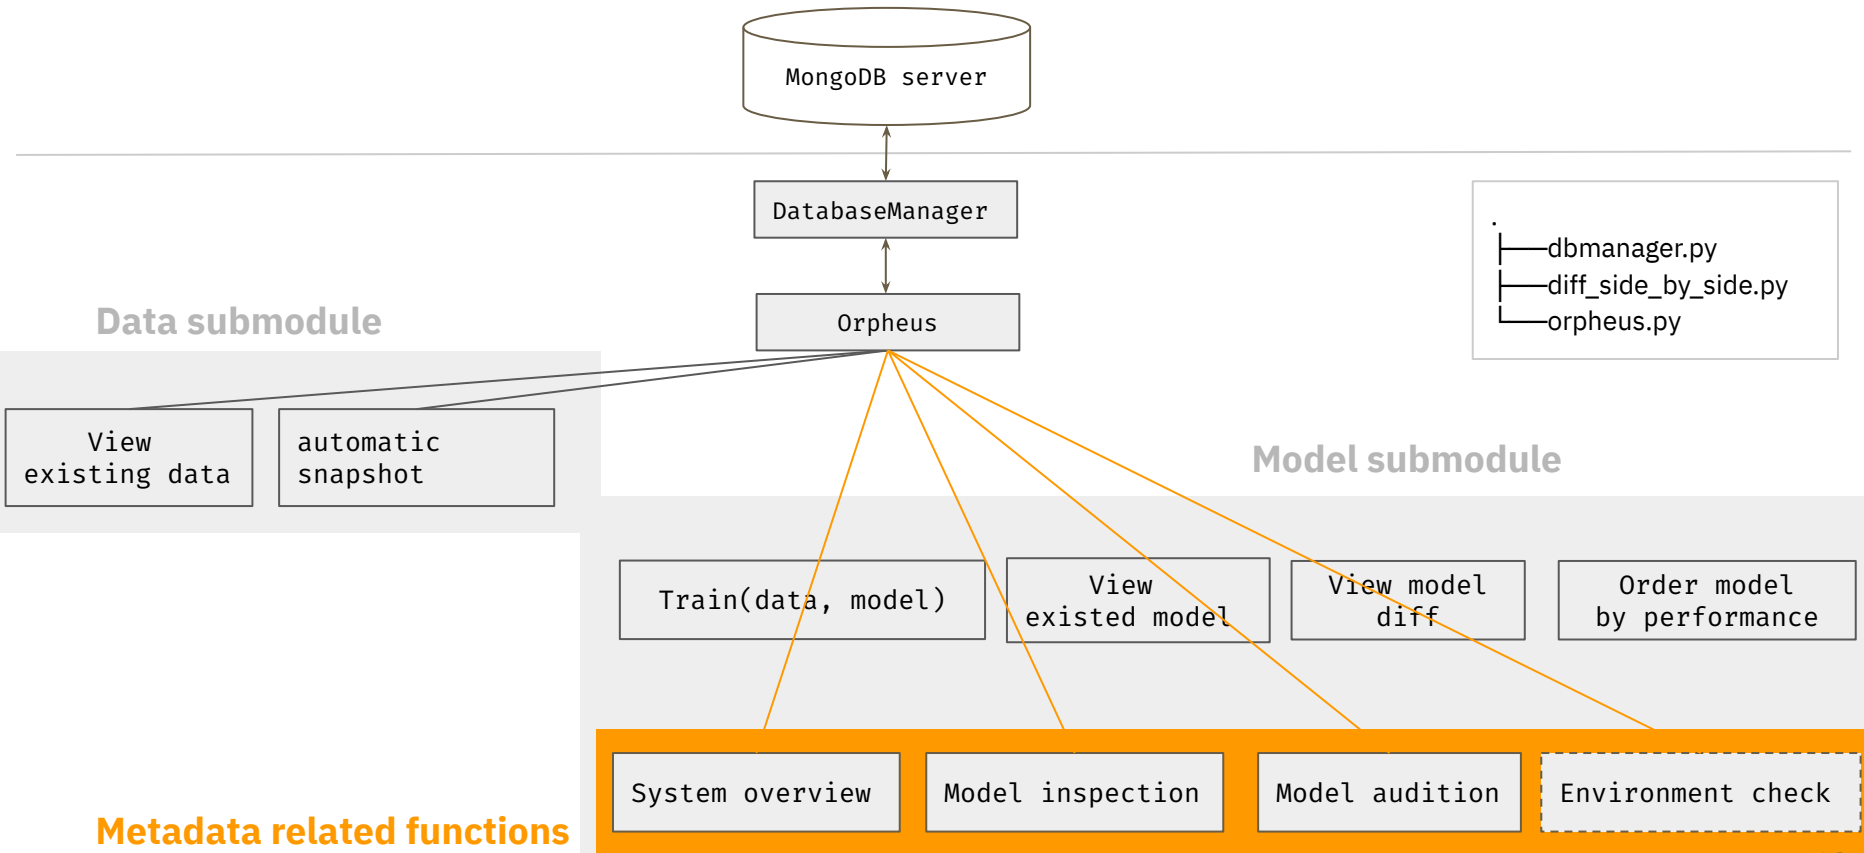 MongoDB server
DatabaseManager
.
├──dbmanager.py
├──diff_side_by_side.py
└──orpheus.py
Orpheus
Data submodule
View
existing data
automatic
snapshot
Model submodule
Train(data, model)
View
existed model
View model
diff
Order model
by performance
System overview
Model inspection
Model audition
Environment check
Metadada related functions